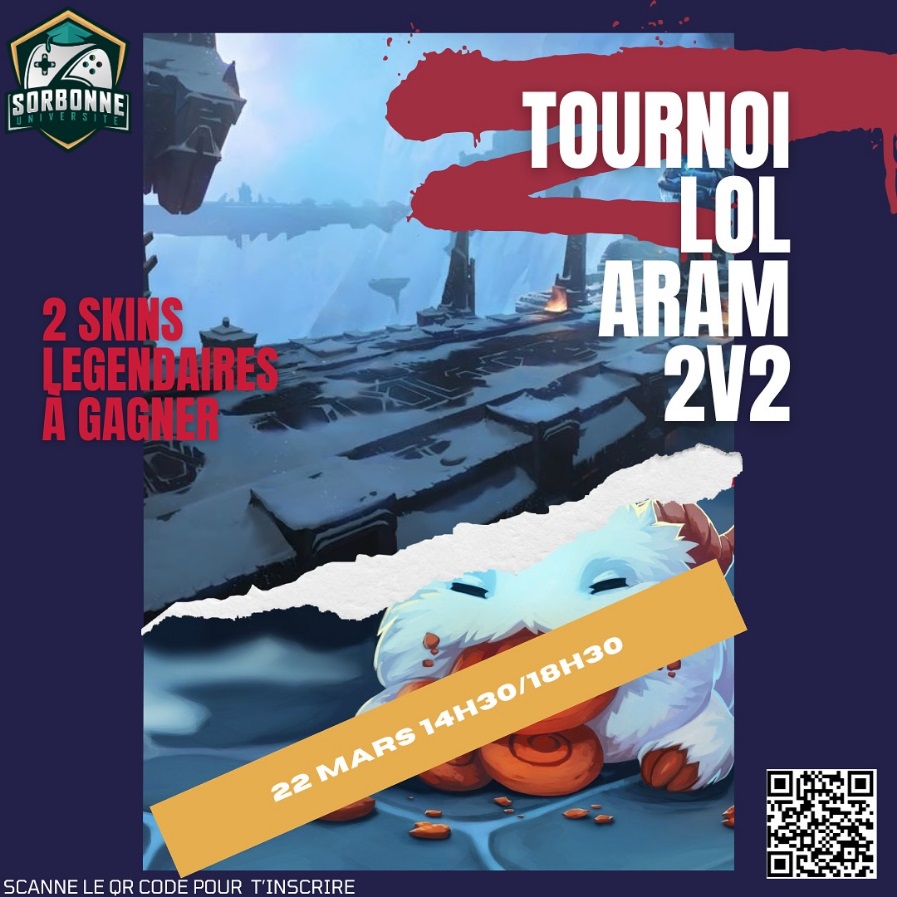 SORBONNE
UNIVERSITE
TOURNOI
LOL
ARAM
2V2
2 SKINS
LEGENDAIRES
À GAGNER
22 MARS 14H30/18H30
SCANNE LE QR CODE POUR T'INSCRIRE